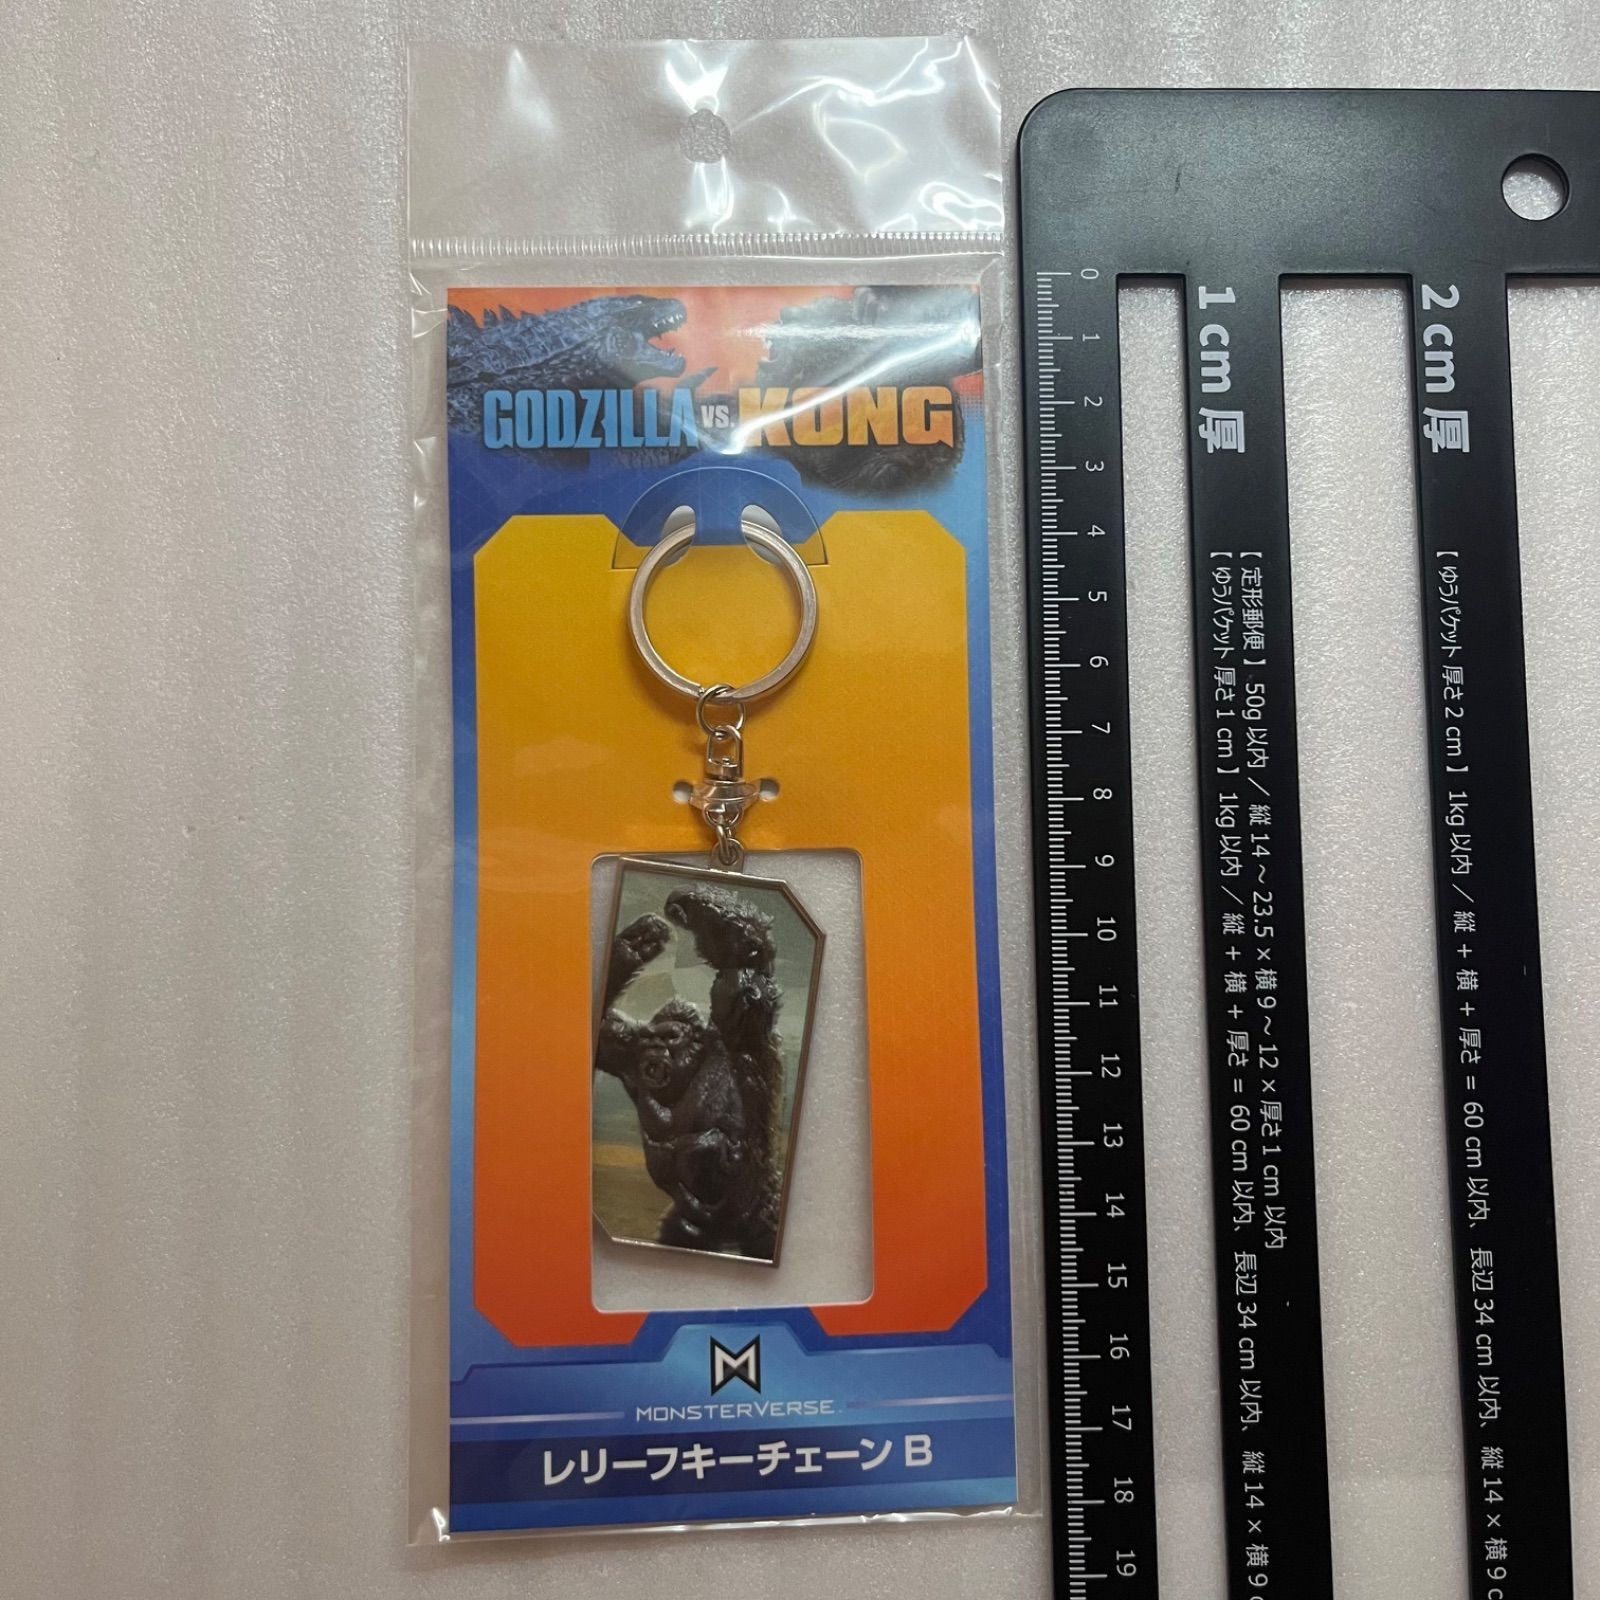 GODZILLA VS. KONG
M
MONSTERVERSE
レリーフキーチェーン B
0
1
2
3
4
5
6
7
8
9
10
11
12
13
14
15
16
17
18
19
1 cm 厚
【定形郵便】50g 以内 ／ 縦 14 ～ 23.5 × 横 9 ～ 12 × 厚さ 1 cm 以内
【ゆうパケット 厚さ 1 cm】1kg 以内 ／ 縦 + 横 + 厚さ = 60 cm 以内、 長辺 34 cm 以内、 縦 14 × 横 9 c
2 cm 厚
【ゆうパケット 厚さ 2 cm】1kg 以内 ／ 縦 + 横 + 厚さ = 60 cm 以内、 長辺 34 cm 以内、 縦 14 × 横 9 c